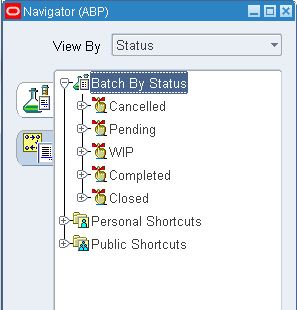 Navigator (ABP)
View By Status
Batch By Status
Cancelled
Pending
WIP
Completed
Closed
Personal Shortcuts
Public Shortcuts